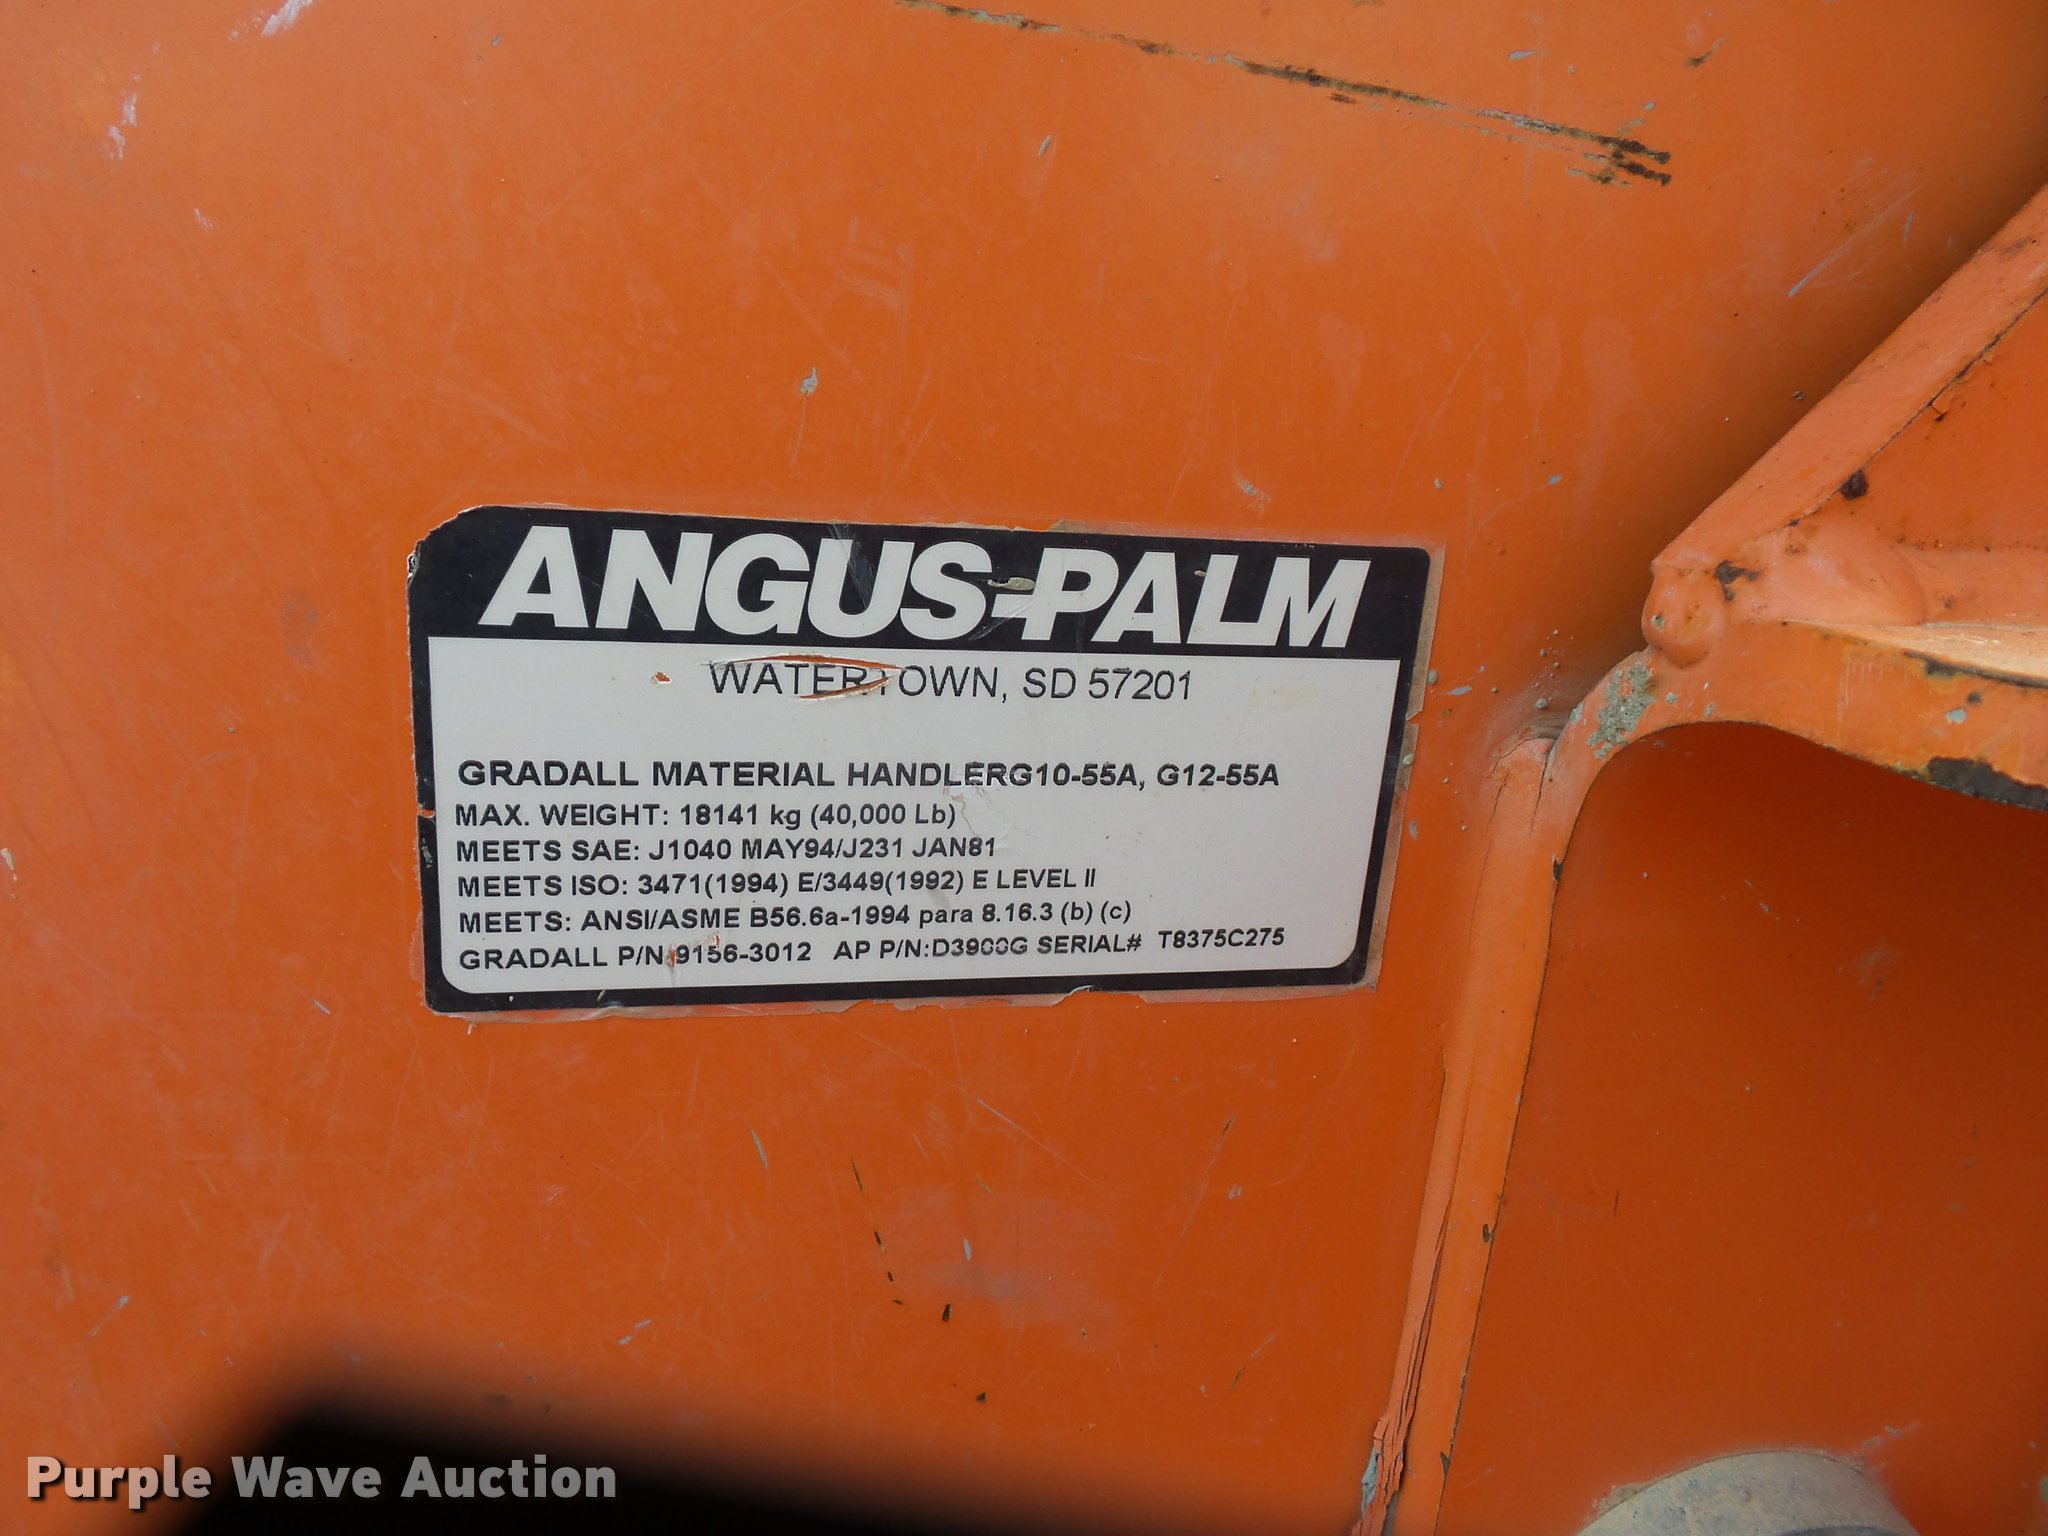 ANGUS-PALM
WATERTOWN, SD 57201
GRADALL MATERIAL HANDLERG10-55A, G12-55A
MAX. WEIGHT: 18141 kg (40,000 Lb)
MEETS SAE: J1040 MAY94/J231 JAN81
MEETS ISO: 3471(1994) E/3449(1992) E LEVEL II
MEETS: ANSI/ASME B56.6a-1994 para 8.16.3 (b) (c)
GRADALL P/N:9156-3012 AP P/N:D3900G SERIAL# T8375C275
Purple Wave Auction